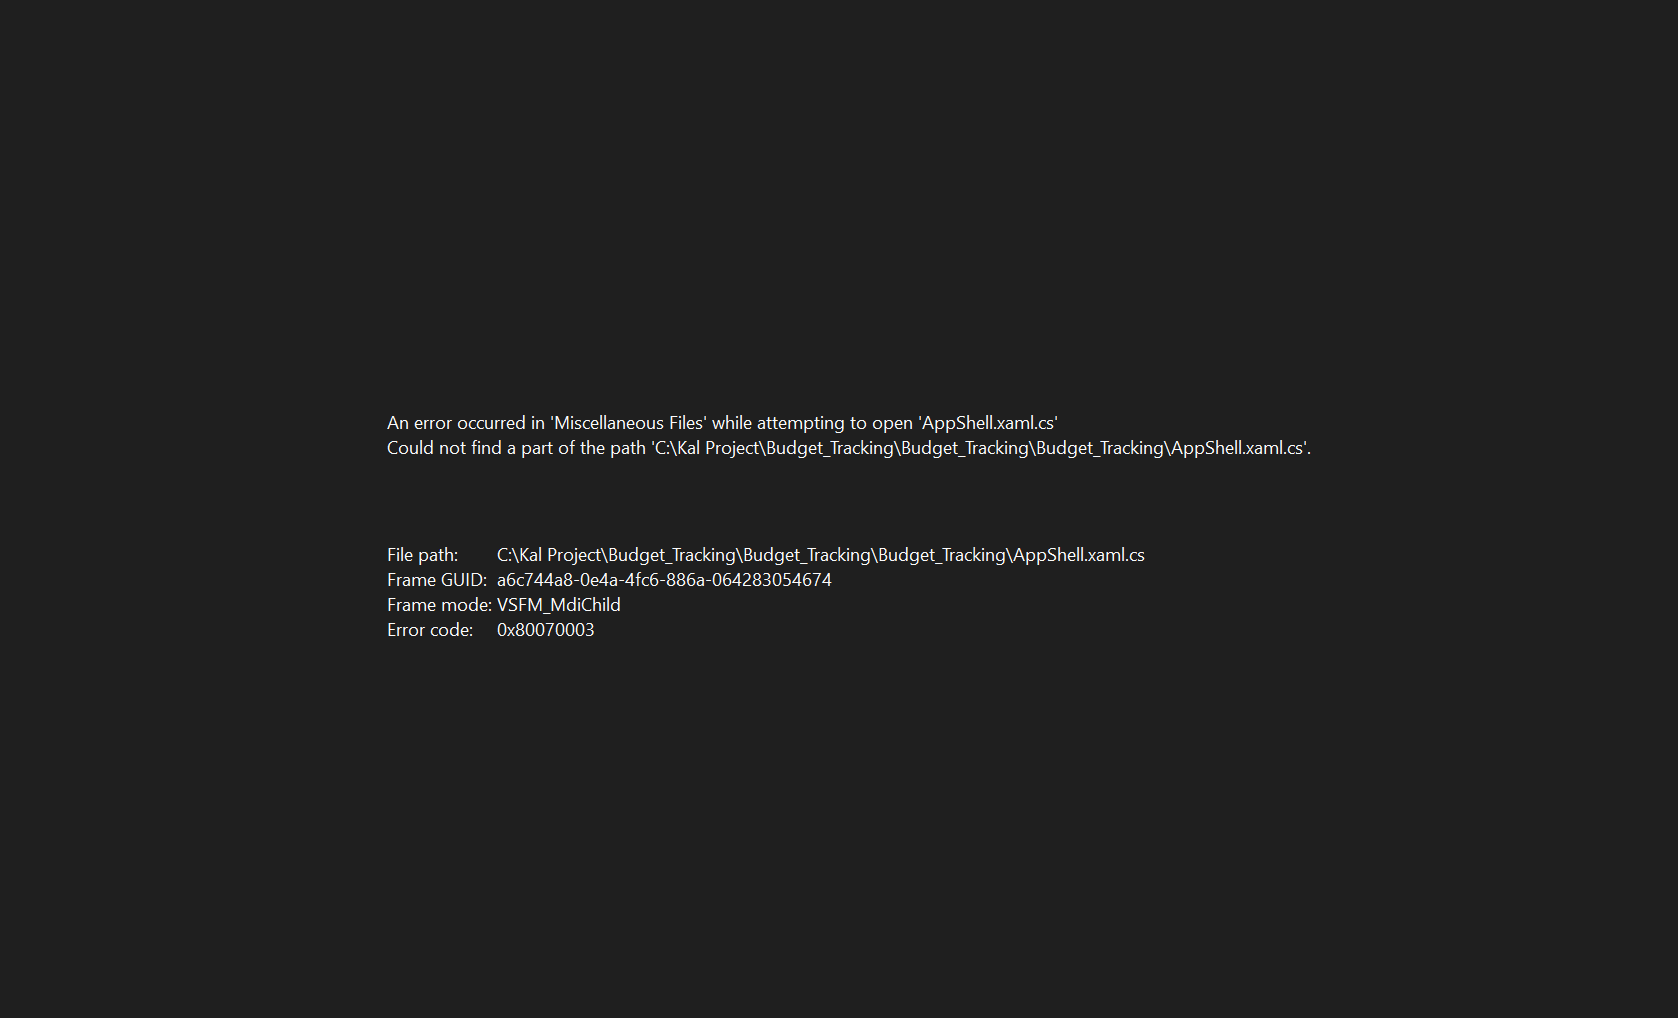 An error occurred in 'Miscellaneous Files' while attempting to open 'AppShell.xaml.cs'
Could not find a part of the path 'C:\Kal Project\Budget_Tracking\Budget_Tracking\Budget_Tracking\AppShell.xaml.cs'.
File path: C:\Kal Project\Budget_Tracking\Budget_Tracking\Budget_Tracking\AppShell.xaml.cs
Frame GUID: a6c744a8-0e4a-4fc6-886a-064283054674
Frame mode: VSFM_MdiChild
Error code: 0x80070003